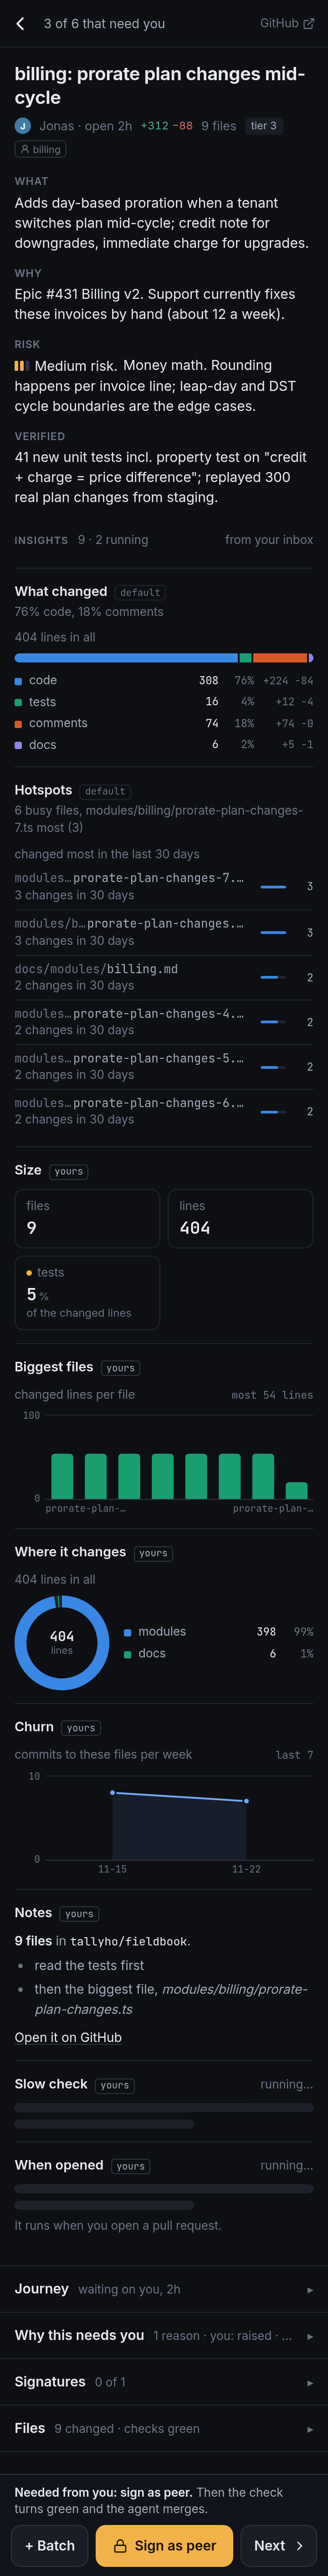 3 of 6 that need you
GitHub
billing: prorate plan changes mid-
cycle
Jonas · open 2h +312 −88 9 files tier 3
billing
WHAT
Adds day-based proration when a tenant
switches plan mid-cycle; credit note for
downgrades, immediate charge for upgrades.
WHY
Epic #431 Billing v2. Support currently fixes
these invoices by hand (about 12 a week).
RISK
Medium risk. Money math. Rounding
happens per invoice line; leap-day and DST
cycle boundaries are the edge cases.
VERIFIED
41 new unit tests incl. property test on "credit
+ charge = price difference"; replayed 300
real plan changes from staging.
INSIGHTS 9 · 2 running from your inbox
What changed default
76% code, 18% comments
404 lines in all
code 308 76% +224 -84
tests 16 4% +12 -4
comments 74 18% +74 -0
docs 6 2% +5 -1
Hotspots default
6 busy files, modules/billing/prorate-plan-changes-
7.ts most (3)
changed most in the last 30 days
modules…prorate-plan-changes-7.… 3
3 changes in 30 days
modules/b…prorate-plan-changes.… 3
3 changes in 30 days
docs/modules/billing.md 2
2 changes in 30 days
modules…prorate-plan-changes-4.… 2
2 changes in 30 days
modules…prorate-plan-changes-5.… 2
2 changes in 30 days
modules…prorate-plan-changes-6.… 2
2 changes in 30 days
Size yours
files
9
lines
404
tests
5 %
of the changed lines
Biggest files yours
changed lines per file most 54 lines
100
0
prorate-plan-… prorate-plan-…
Where it changes yours
404 lines in all
404
lines
modules 398 99%
docs 6 1%
Churn yours
commits to these files per week last 7
10
0
11-15 11-22
Notes yours
9 files in tallyho/fieldbook.
• read the tests first
• then the biggest file, modules/billing/prorate-
plan-changes.ts
Open it on GitHub
Slow check yours running…
When opened yours running…
It runs when you open a pull request.
Journey waiting on you, 2h
Why this needs you 1 reason · you: raised · …
Signatures 0 of 1
Files 9 changed · checks green
Needed from you: sign as peer. Then the check
turns green and the agent merges.
+ Batch
Sign as peer
Next